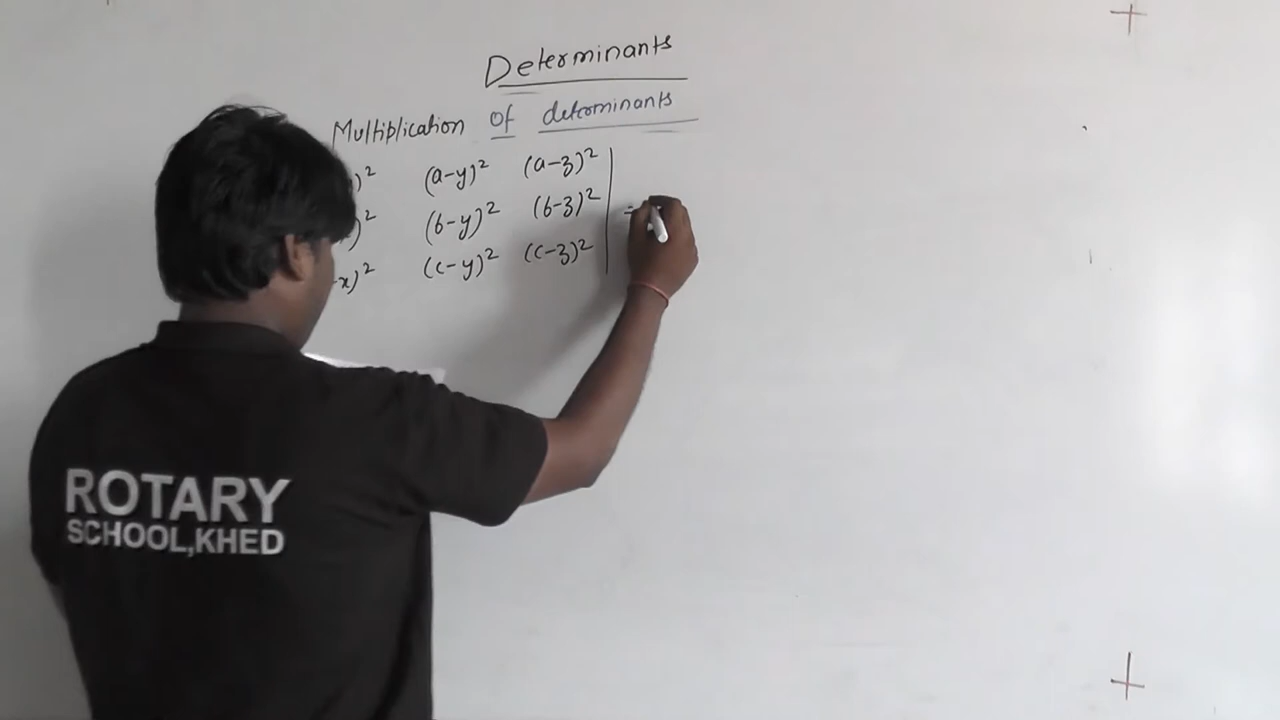 Determinants
Multiplication of determinants
)² (a-y)² (a-z)²
)² (b-y)² (b-z)² =
-x)² (c-y)² (c-z)²
ROTARY
SCHOOL,KHED